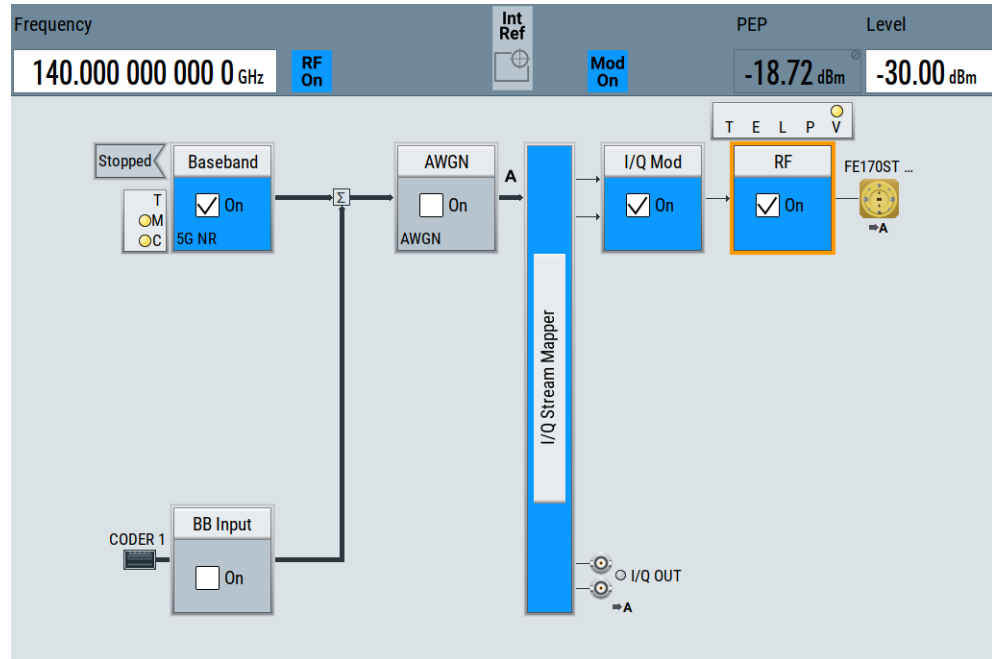 Frequency
140.000 000 000 0 GHz
RF
On
Int
Ref
Mod
On
PEP
-18.72 dBm
Level
-30.00 dBm
T E L P V
Stopped
Baseband
On
5G NR
T
M
C
Σ
AWGN
On
AWGN
A
I/Q Stream Mapper
I/Q Mod
On
RF
On
FE170ST ...
⇒A
CODER 1
BB Input
On
I/Q OUT
⇒A